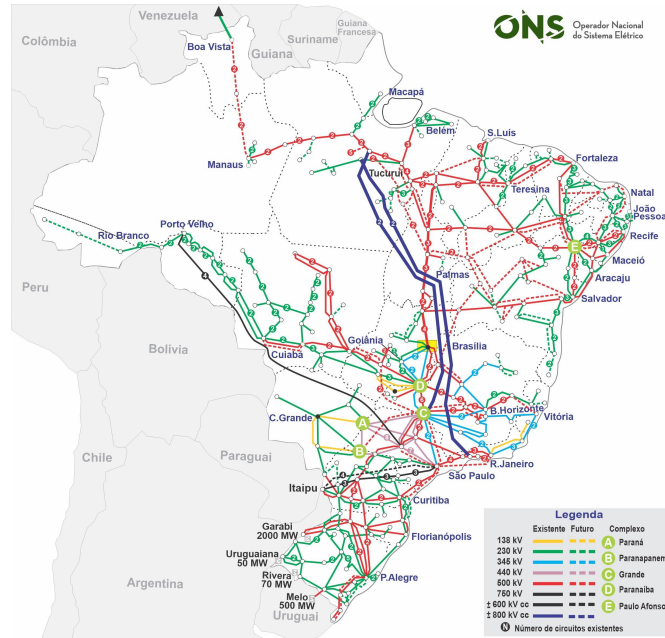 ONS
Operador Nacional
do Sistema Elétrico
Venezuela
Colômbia
Guiana
Suriname
Guiana
Francesa
Boa Vista
Macapá
Belém
S.Luís
Fortaleza
Manaus
Tucuruí
Teresina
Natal
João
Pessoa
Recife
Maceió
Aracaju
Salvador
Rio Branco
Porto Velho
Peru
Palmas
Bolívia
Cuiabá
Goiânia
Brasília
B.Horizonte
Vitória
C.Grande
Paraguai
R.Janeiro
São Paulo
Chile
Itaipu
Curitiba
Garabi
2000 MW
Florianópolis
Uruguaiana
50 MW
Rivera
70 MW
P.Alegre
Melo
500 MW
Argentina
Uruguai
A
B
C
D
E
Legenda
Existente Futuro Complexo
138 kV A Paraná
230 kV B Paranapanem
345 kV
440 kV C Grande
500 kV D Paranaíba
760 kV
± 600 kV cc E Paulo Afonso
± 800 kV cc
N Número de circuitos existentes